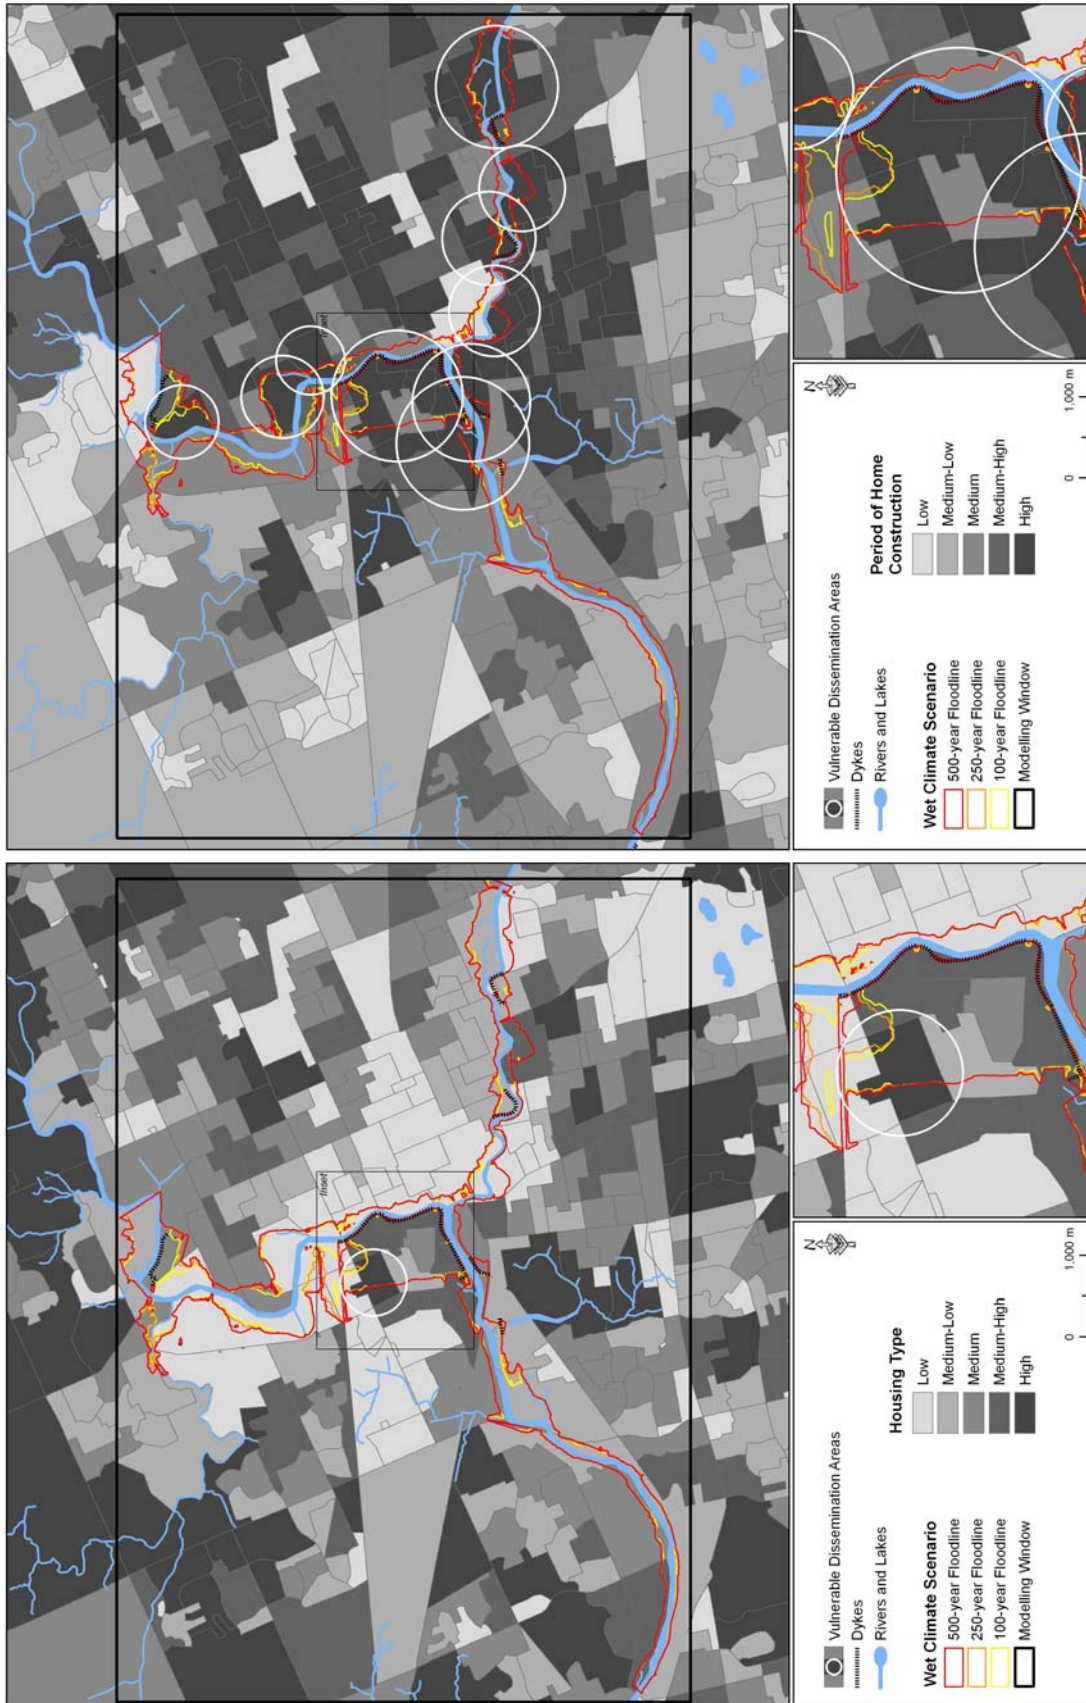 Inset
Vulnerable Dissemination Areas
Dykes
Rivers and Lakes
Wet Climate Scenario
500-year Floodline
250-year Floodline
100-year Floodline
Modelling Window
Housing Type
Low
Medium-Low
Medium
Medium-High
High
N
0 1,000 m
Inset
Vulnerable Dissemination Areas
Dykes
Rivers and Lakes
Wet Climate Scenario
500-year Floodline
250-year Floodline
100-year Floodline
Modelling Window
Period of Home
Construction
Low
Medium-Low
Medium
Medium-High
High
N
0 1,000 m